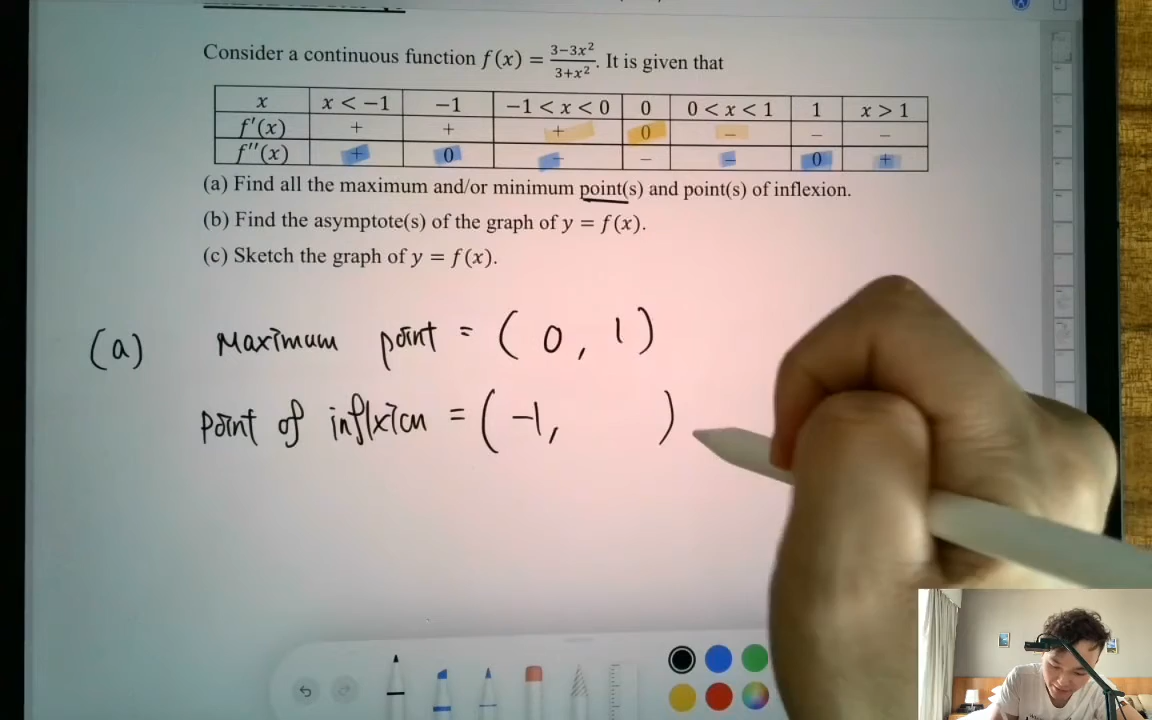 Consider a continuous function f(x) = 3−3x²/3+x². It is given that
x x < −1 −1 −1 < x < 0 0 0 < x < 1 1 x > 1
f′(x) + + + 0 − − −
f″(x) + 0 − − − 0 +
(a) Find all the maximum and/or minimum point(s) and point(s) of inflexion.
(b) Find the asymptote(s) of the graph of y = f(x).
(c) Sketch the graph of y = f(x).
(a) Maximum point = (0, 1)
point of inflxion = (−1, )